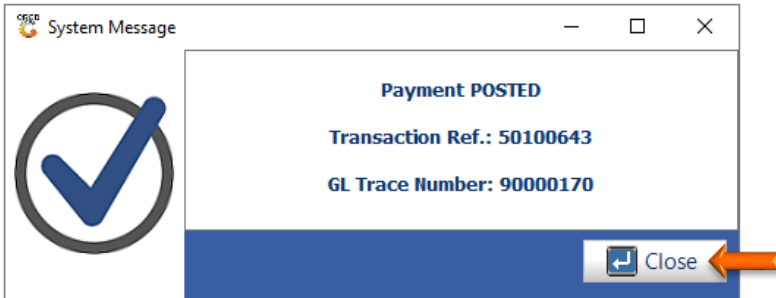 System Message
Payment POSTED
Transaction Ref.: 50100643
GL Trace Number: 90000170
Close